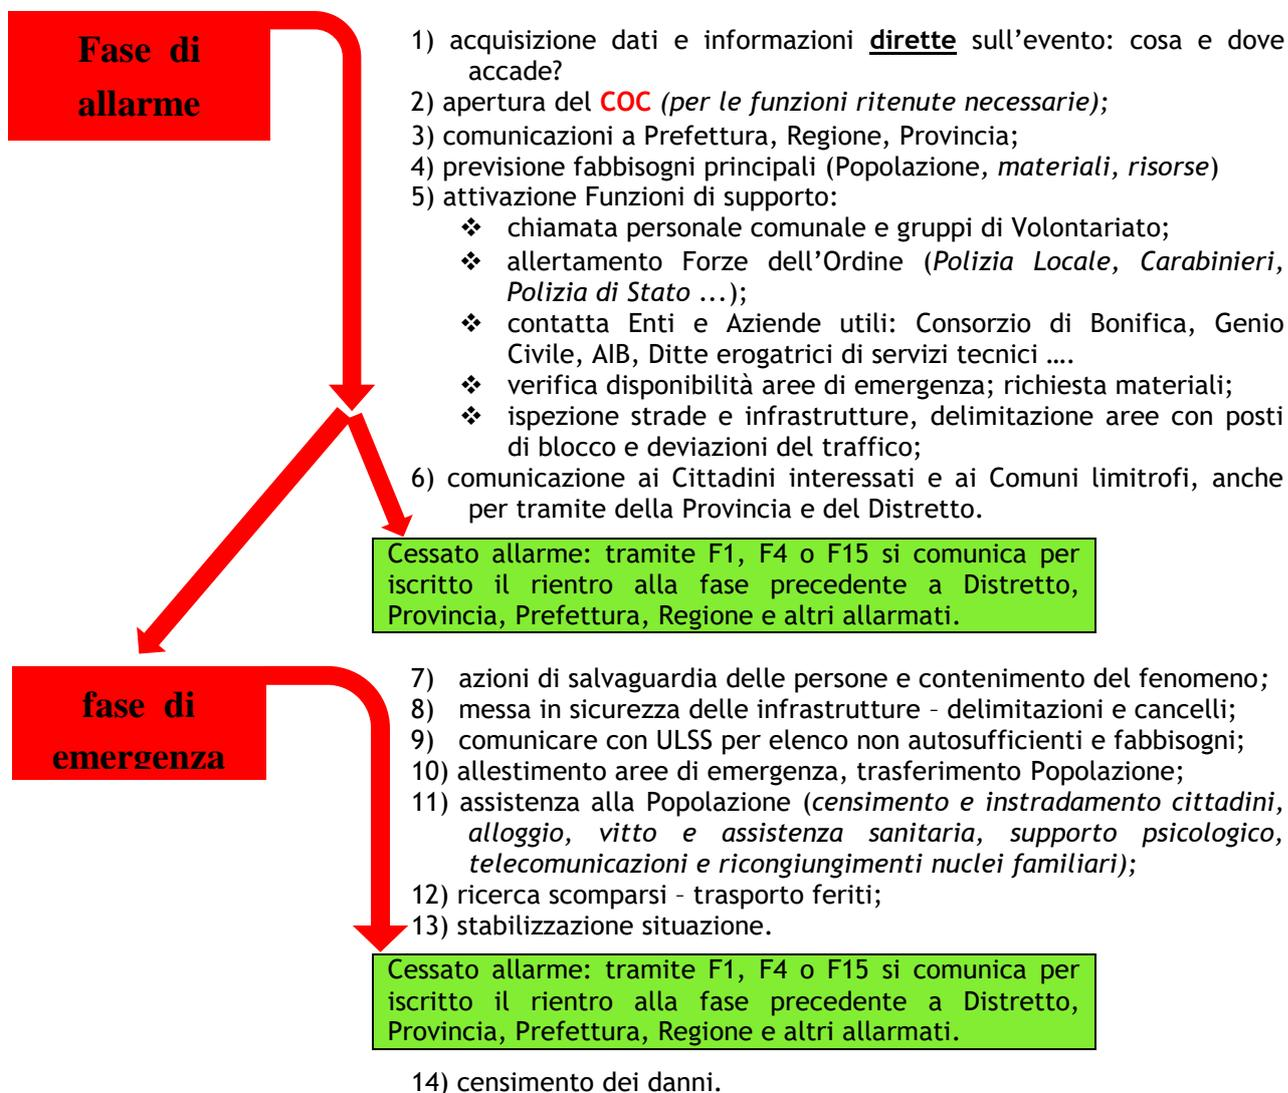 Fase di
allarme
1) acquisizione dati e informazioni dirette sull’evento: cosa e dove
accade?
2) apertura del COC (per le funzioni ritenute necessarie);
3) comunicazioni a Prefettura, Regione, Provincia;
4) previsione fabbisogni principali (Popolazione, materiali, risorse)
5) attivazione Funzioni di supporto:
❖ chiamata personale comunale e gruppi di Volontariato;
❖ allertamento Forze dell’Ordine (Polizia Locale, Carabinieri,
Polizia di Stato ...);
❖ contatta Enti e Aziende utili: Consorzio di Bonifica, Genio
Civile, AIB, Ditte erogatrici di servizi tecnici ….
❖ verifica disponibilità aree di emergenza; richiesta materiali;
❖ ispezione strade e infrastrutture, delimitazione aree con posti
di blocco e deviazioni del traffico;
6) comunicazione ai Cittadini interessati e ai Comuni limitrofi, anche
per tramite della Provincia e del Distretto.
Cessato allarme: tramite F1, F4 o F15 si comunica per
iscritto il rientro alla fase precedente a Distretto,
Provincia, Prefettura, Regione e altri allarmati.
fase di
emergenza
7) azioni di salvaguardia delle persone e contenimento del fenomeno;
8) messa in sicurezza delle infrastrutture – delimitazioni e cancelli;
9) comunicare con ULSS per elenco non autosufficienti e fabbisogni;
10) allestimento aree di emergenza, trasferimento Popolazione;
11) assistenza alla Popolazione (censimento e instradamento cittadini,
alloggio, vitto e assistenza sanitaria, supporto psicologico,
telecomunicazioni e ricongiungimenti nuclei familiari);
12) ricerca scomparsi – trasporto feriti;
13) stabilizzazione situazione.
Cessato allarme: tramite F1, F4 o F15 si comunica per
iscritto il rientro alla fase precedente a Distretto,
Provincia, Prefettura, Regione e altri allarmati.
14) censimento dei danni.